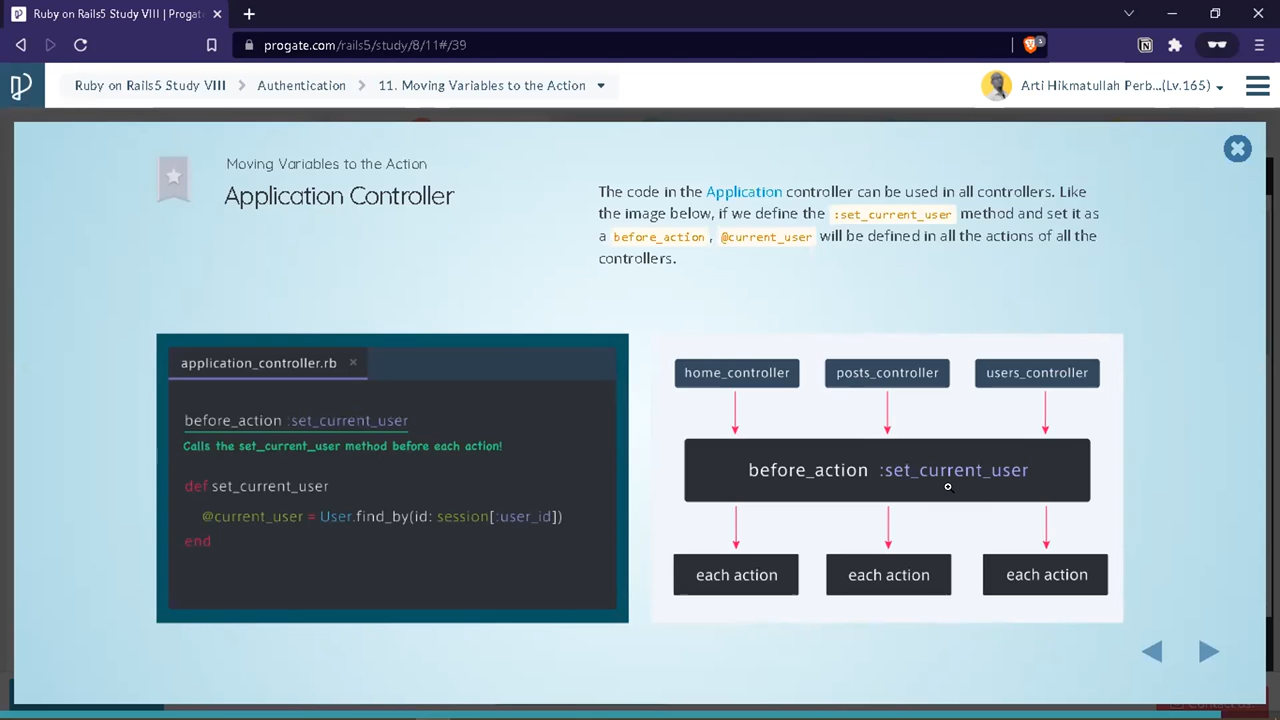 Ruby on Rails5 Study VIII | Progate
progate.com/rails5/study/8/11#/39
3
Ruby on Rails5 Study VIII
Authentication
11. Moving Variables to the Action
Arti Hikmatullah Perb...(Lv.165)
Moving Variables to the Action
Application Controller
The code in the Application controller can be used in all controllers. Like
the image below, if we define the :set_current_user method and set it as
a before_action, @current_user will be defined in all the actions of all the
controllers.
application_controller.rb
before_action :set_current_user
Calls the set_current_user method before each action!
def set_current_user
@current_user = User.find_by(id: session[:user_id])
end
home_controller posts_controller users_controller
before_action :set_current_user
each action each action each action